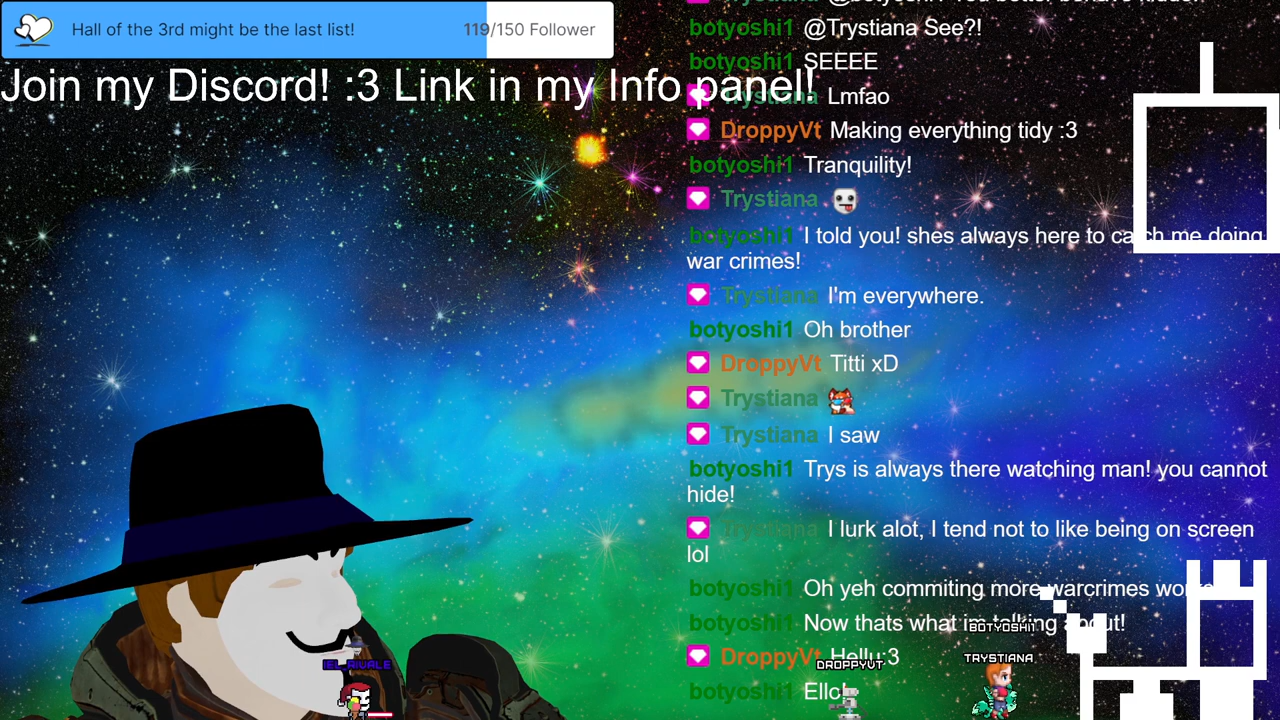 Hall of the 3rd might be the last list! 119/150 Follower
Join my Discord! :3 Link in my Info panel!
botyoshi1 @Trystiana See?!
botyoshi1 SEEEE
Trystiana Lmfao
DroppyVt Making everything tidy :3
botyoshi1 Tranquility!
Trystiana
botyoshi1 I told you! shes always here to catch me doing
war crimes!
Trystiana I'm everywhere.
botyoshi1 Oh brother
DroppyVt Titti xD
Trystiana
Trystiana I saw
botyoshi1 Trys is always there watching man! you cannot
hide!
Trystiana I lurk alot, I tend not to like being on screen
lol
botyoshi1 Oh yeh commiting more warcrimes
botyoshi1 Now thats what im talking about!
BOTYOSHI1
DroppyVt Hellu:3
DROPPYVT
TRYSTIANA
IEL_RIVALE
botyoshi1